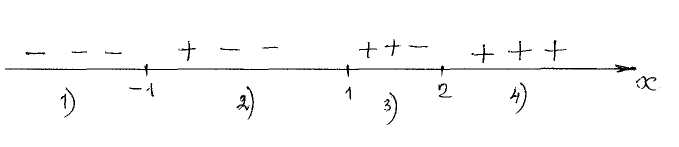 − − − + − − + + − + + +
−1 1 2 x
1) 2) 3) 4)